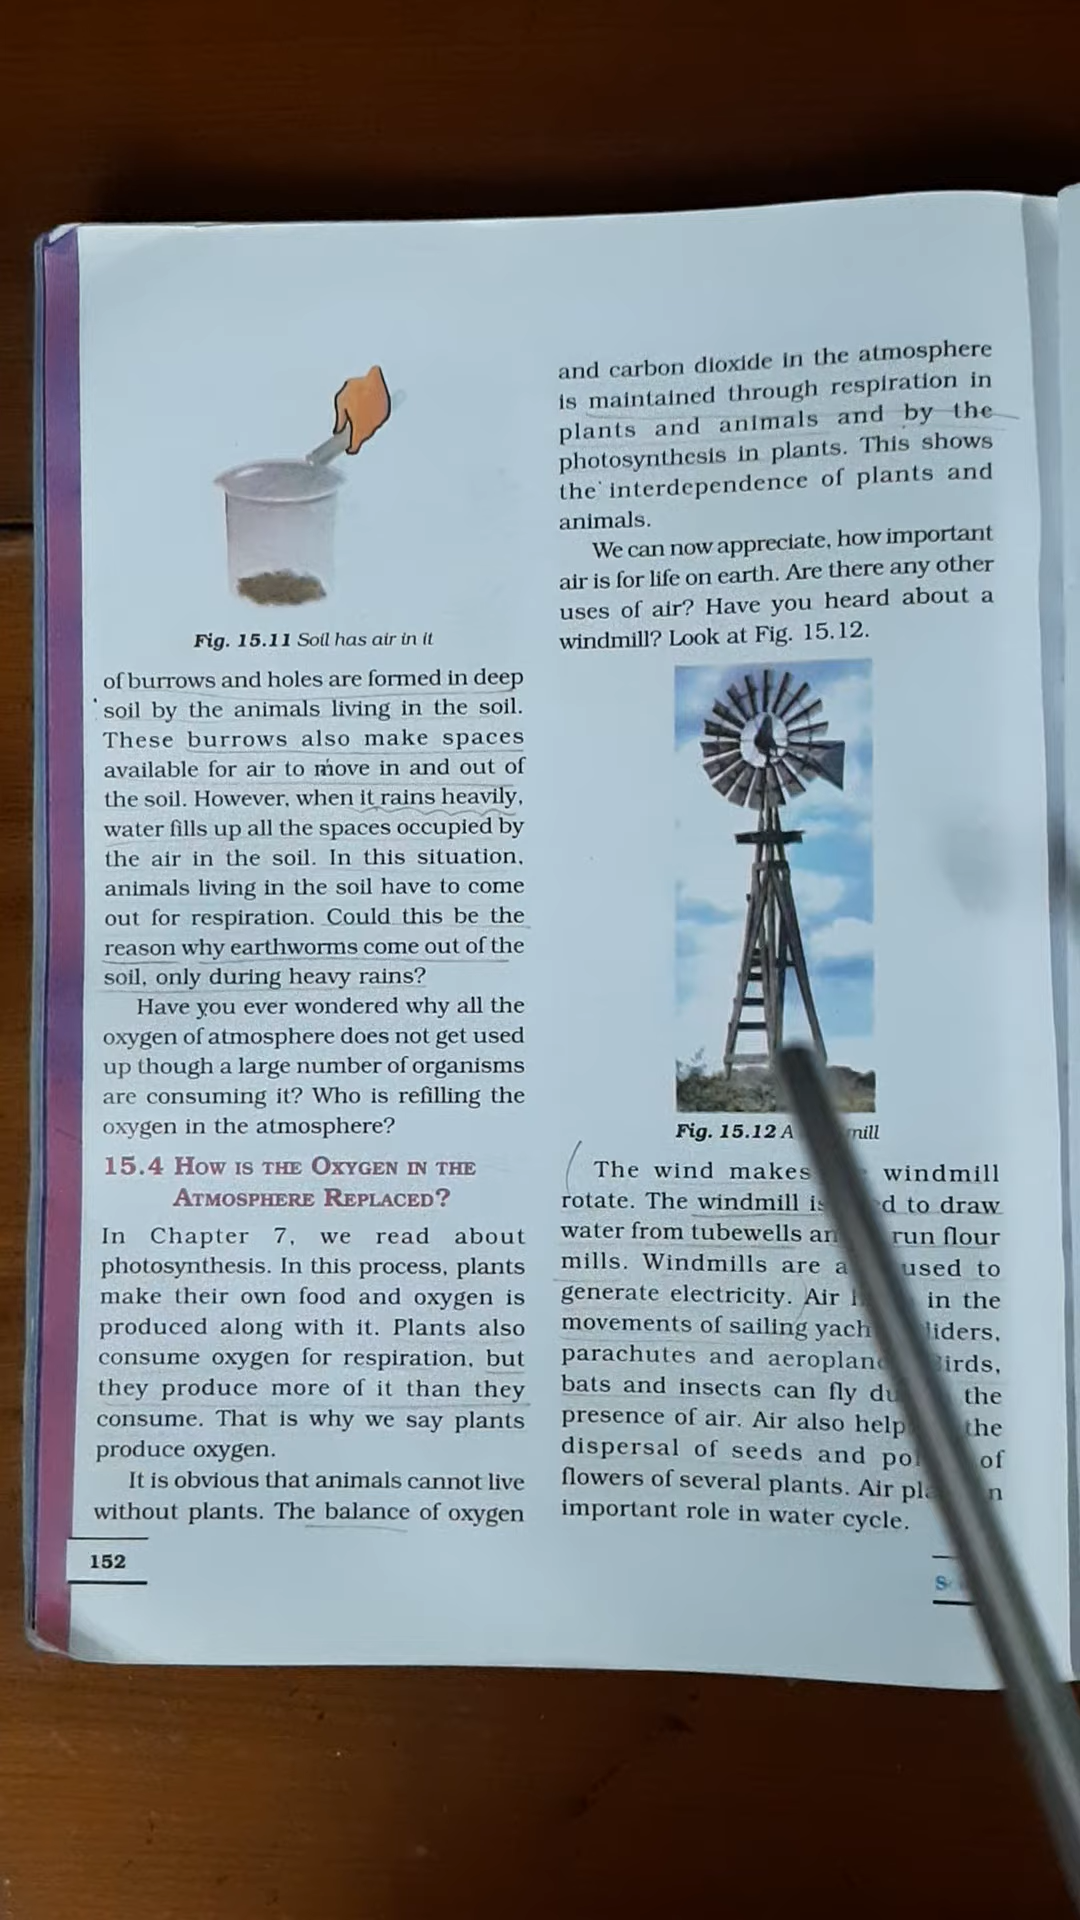 Fig. 15.11 Soil has air in it
of burrows and holes are formed in deep
soil by the animals living in the soil.
These burrows also make spaces
available for air to move in and out of
the soil. However, when it rains heavily,
water fills up all the spaces occupied by
the air in the soil. In this situation,
animals living in the soil have to come
out for respiration. Could this be the
reason why earthworms come out of the
soil, only during heavy rains?
Have you ever wondered why all the
oxygen of atmosphere does not get used
up though a large number of organisms
are consuming it? Who is refilling the
oxygen in the atmosphere?
15.4 HOW IS THE OXYGEN IN THE
ATMOSPHERE REPLACED?
In Chapter 7, we read about
photosynthesis. In this process, plants
make their own food and oxygen is
produced along with it. Plants also
consume oxygen for respiration, but
they produce more of it than they
consume. That is why we say plants
produce oxygen.
It is obvious that animals cannot live
without plants. The balance of oxygen
152
and carbon dioxide in the atmosphere
is maintained through respiration in
plants and animals and by the
photosynthesis in plants. This shows
the interdependence of plants and
animals.
We can now appreciate, how important
air is for life on earth. Are there any other
uses of air? Have you heard about a
windmill? Look at Fig. 15.12.
Fig. 15.12 A
The wind makes windmill
rotate. The windmill to draw
water from tubewells run flour
mills. Windmills are used to
generate electricity. Air in the
movements of sailing
parachutes and
bats and insects can fly the
presence of air. Air also the
dispersal of seeds and of
flowers of several plants. Air
important role in water cycle.